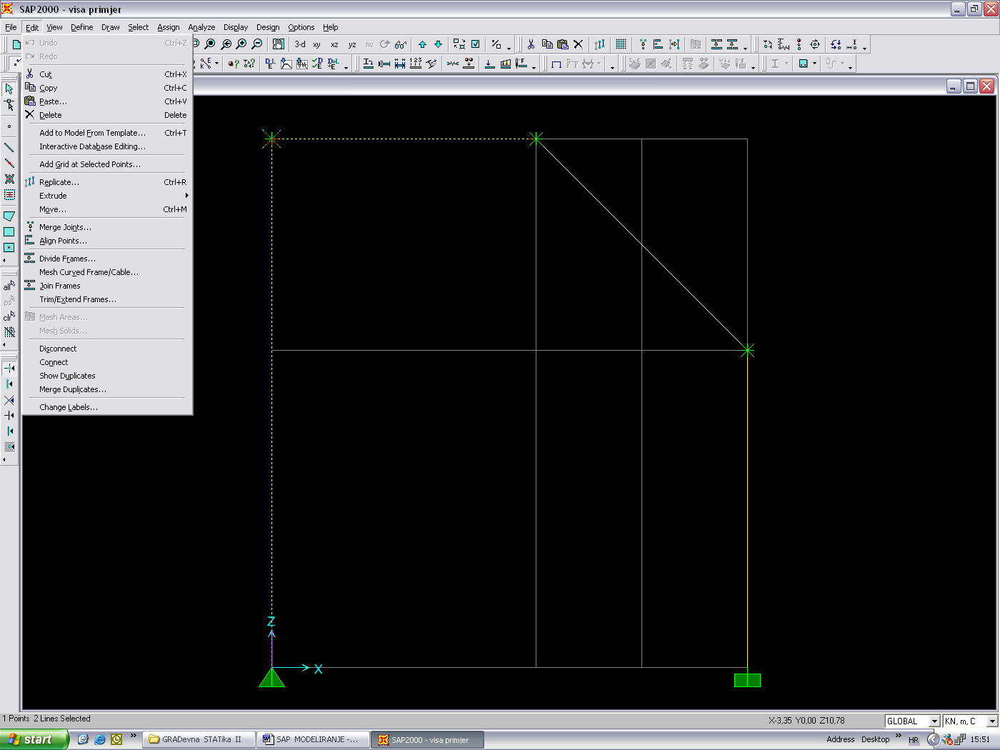 SAP2000 - visa primjer
File Edit View Define Draw Select Assign Analyze Display Design Options Help
Undo Ctrl+Z
Redo
Cut Ctrl+X
Copy Ctrl+C
Paste... Ctrl+V
Delete Delete
Add to Model From Template... Ctrl+T
Interactive Database Editing...
Add Grid at Selected Points...
Replicate... Ctrl+R
Extrude
Move... Ctrl+M
Merge Joints...
Align Points...
Divide Frames...
Mesh Curved Frame/Cable...
Join Frames
Trim/Extend Frames...
Mesh Areas...
Mesh Solids...
Disconnect
Connect
Show Duplicates
Merge Duplicates...
Change Labels...
3-d xy xz yz nv
all
ps
clr
Z
X
1 Points 2 Lines Selected
X-3,35 Y0,00 Z10,78
GLOBAL
KN, m, C
start
GRAĐevna STATika II
SAP MODELIRANJE -...
SAP2000 - visa primjer
Address Desktop
HR
15:51